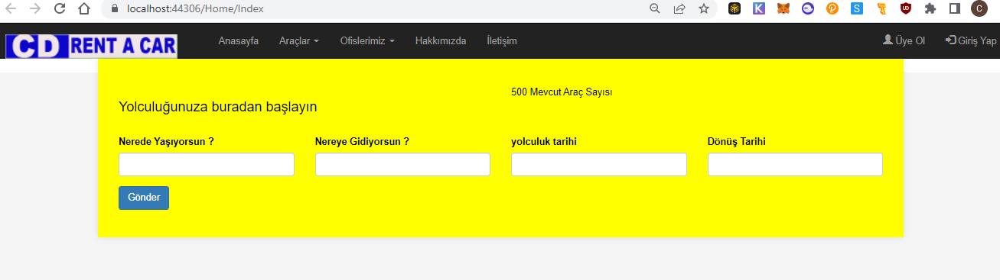 localhost:44306/Home/Index
CD RENT A CAR Anasayfa Araçlar Ofislerimiz Hakkımızda İletişim Üye Ol Giriş Yap
500 Mevcut Araç Sayısı
Yolculuğunuza buradan başlayın
Nerede Yaşıyorsun ? Nereye Gidiyorsun ? yolculuk tarihi Dönüş Tarihi
Gönder